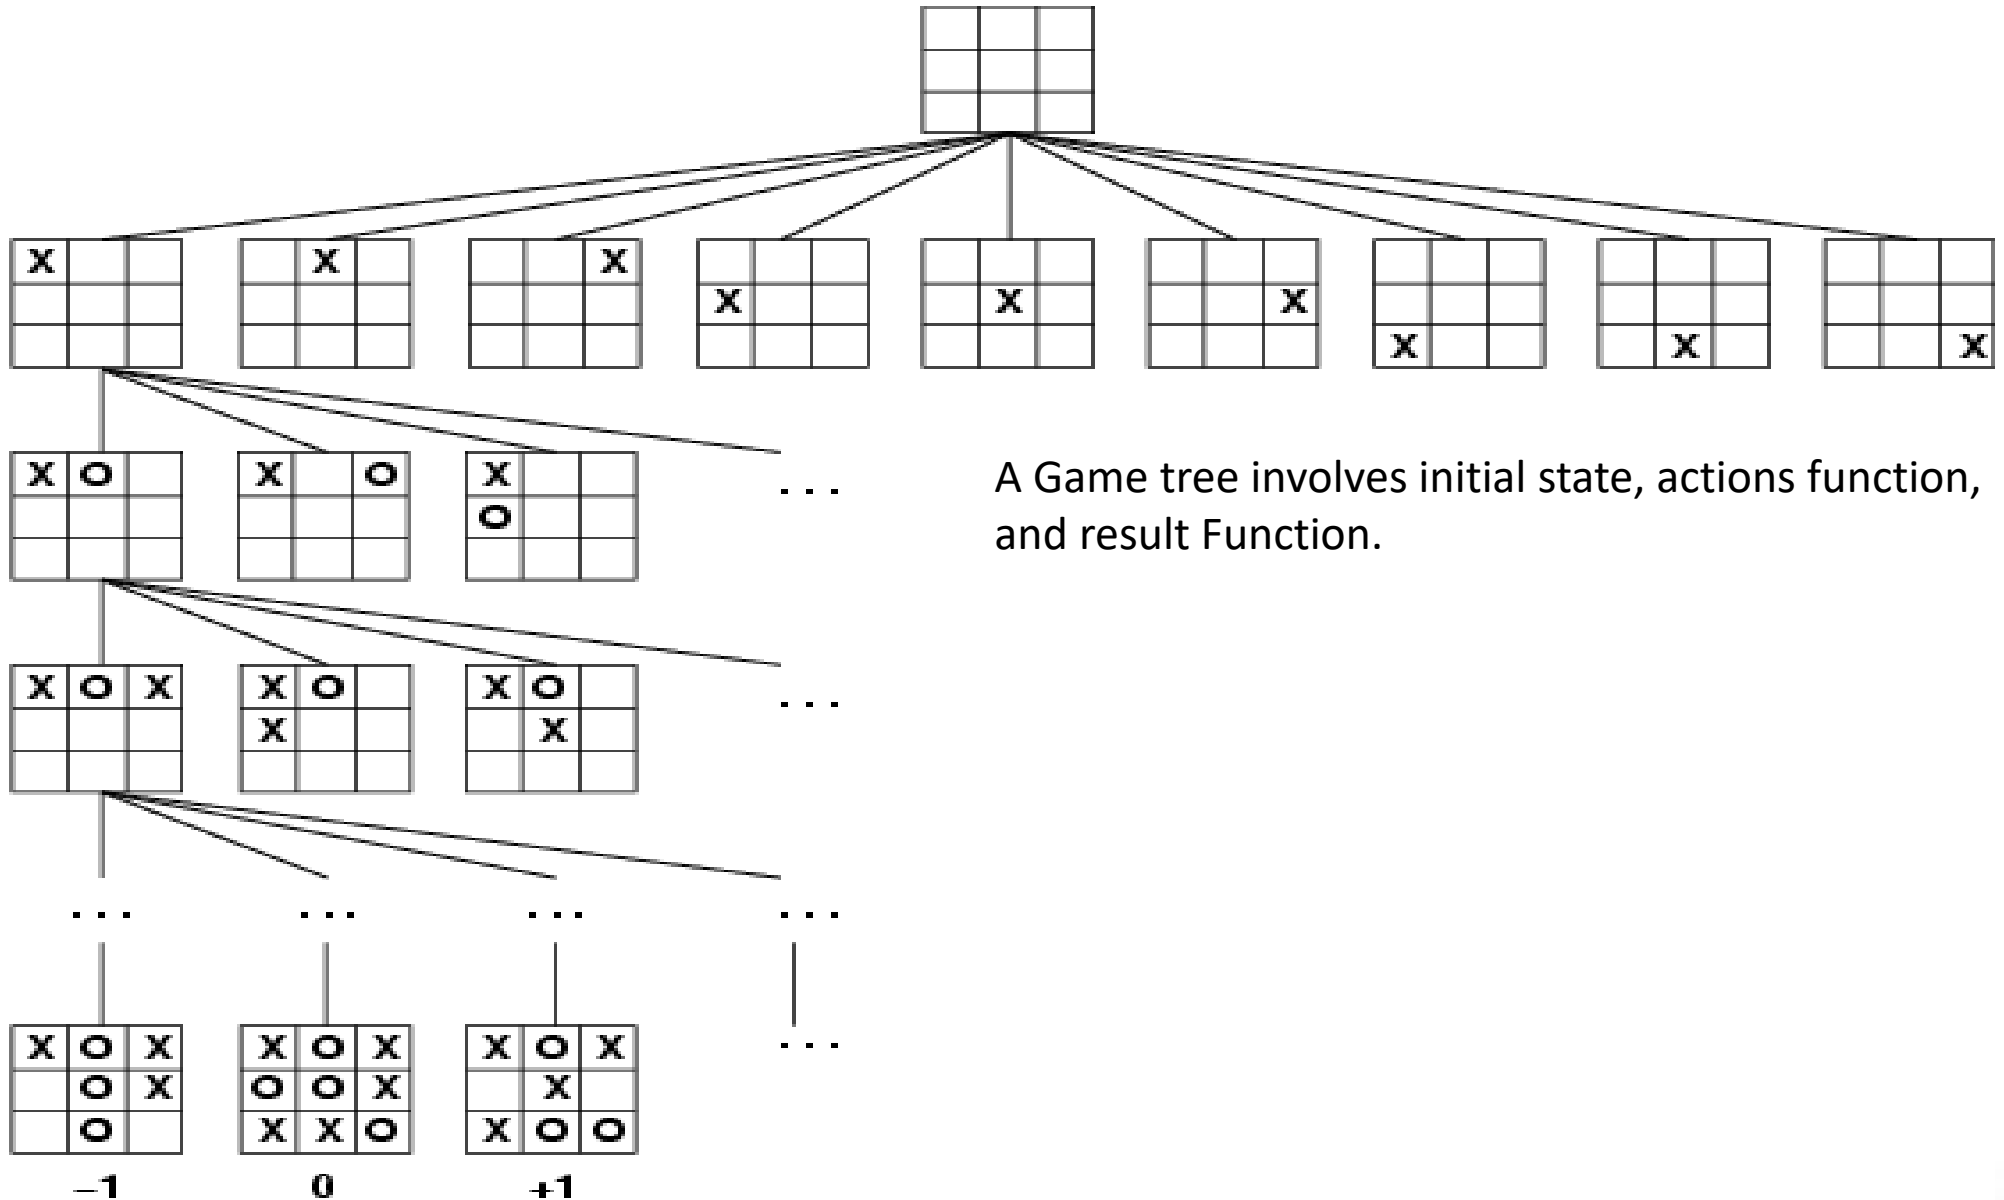 X X X X X X X X X
X O X O X
O
...
A Game tree involves initial state, actions function,
and result Function.
X O X X O X O
X X
...
... ... ... ...
X O X X O X X O X
O X O O X X
O X X O X O O
...
−1 0 +1